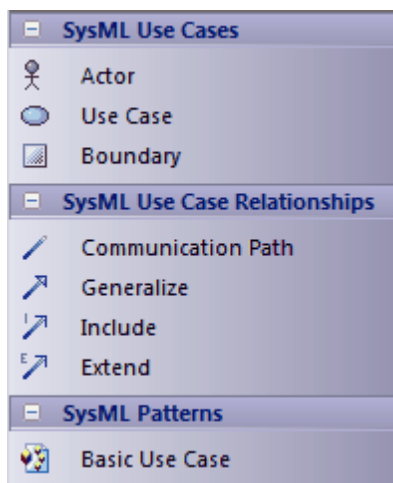 SysML Use Cases
Actor
Use Case
Boundary
SysML Use Case Relationships
Communication Path
Generalize
I
Include
E
Extend
SysML Patterns
Basic Use Case